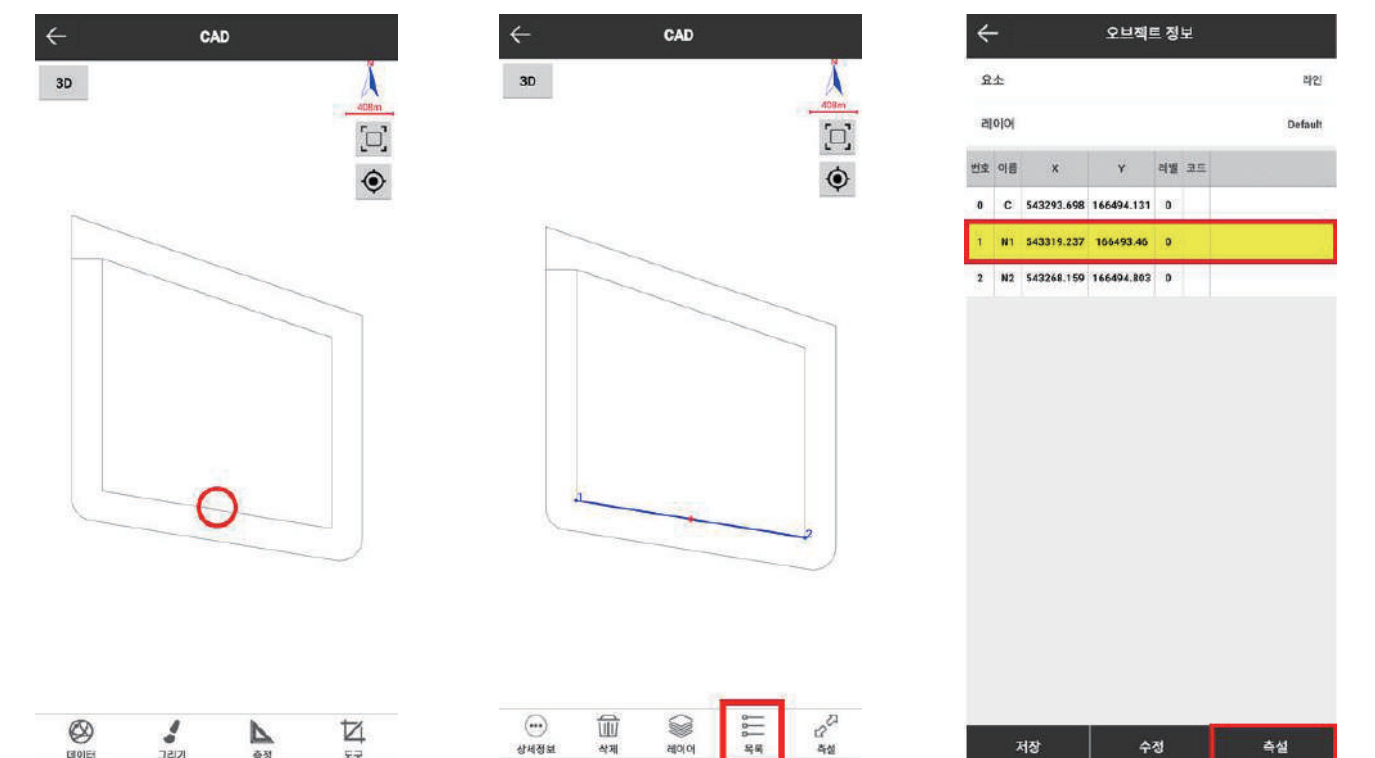 CAD
3D
N
408m
데이터
그리기
측정
도구
CAD
3D
N
408m
1
2
상세정보
삭제
레이어
목록
측설
오브젝트 정보
요소 라인
레이어 Default
번호 이름 X Y 레벨 코드
0 C 543293.698 166494.131 0
1 N1 543319.237 166493.46 0
2 N2 543268.159 166494.803 0
저장 수정 측설